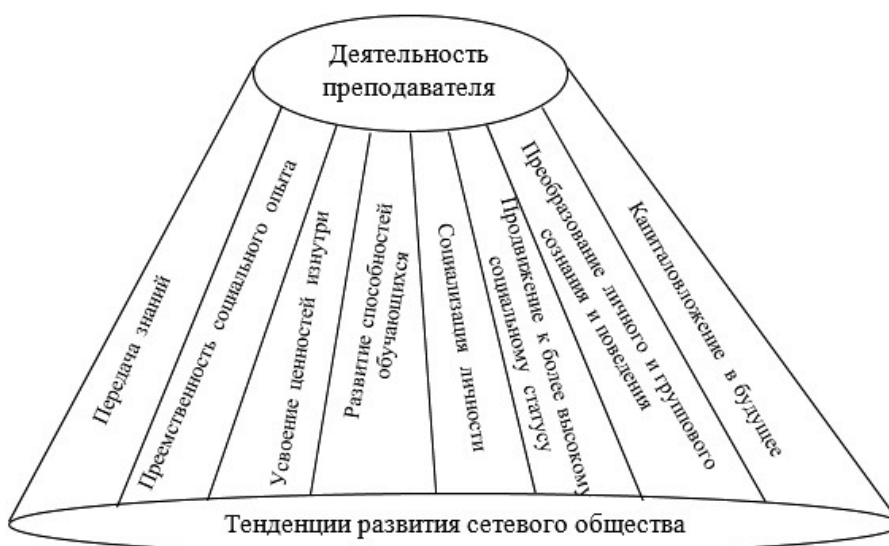 Деятельность
преподавателя
Передача знаний
Преемственность социального опыта
Усвоение ценностей изнутри
Развитие способностей
обучающихся
Социализация личности
Продвижение к более высокому
социальному статусу
Преобразование личного и группового
сознания и поведения
Капиталовложение в будущее
Тенденции развития сетевого общества